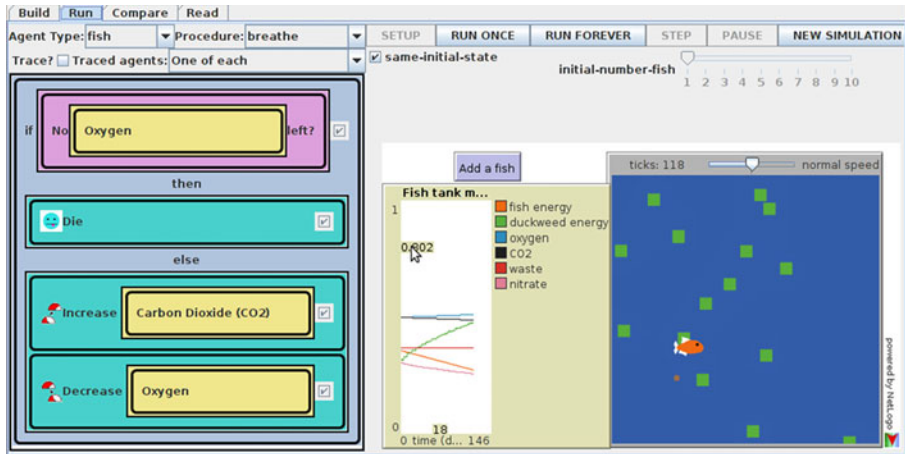 Build Run Compare Read
Agent Type: fish Procedure: breathe SETUP RUN ONCE RUN FOREVER STEP PAUSE NEW SIMULATION
Trace? Traced agents: One of each same-initial-state
initial-number-fish
1 2 3 4 5 6 7 8 9 10
if No Oxygen left?
then
Die
else
Increase Carbon Dioxide (CO2)
Decrease Oxygen
Add a fish
ticks: 118 normal speed
Fish tank m...
1
0.802
0
18
0 time (d... 146
fish energy
duckweed energy
oxygen
CO2
waste
nitrate
powered by NetLogo